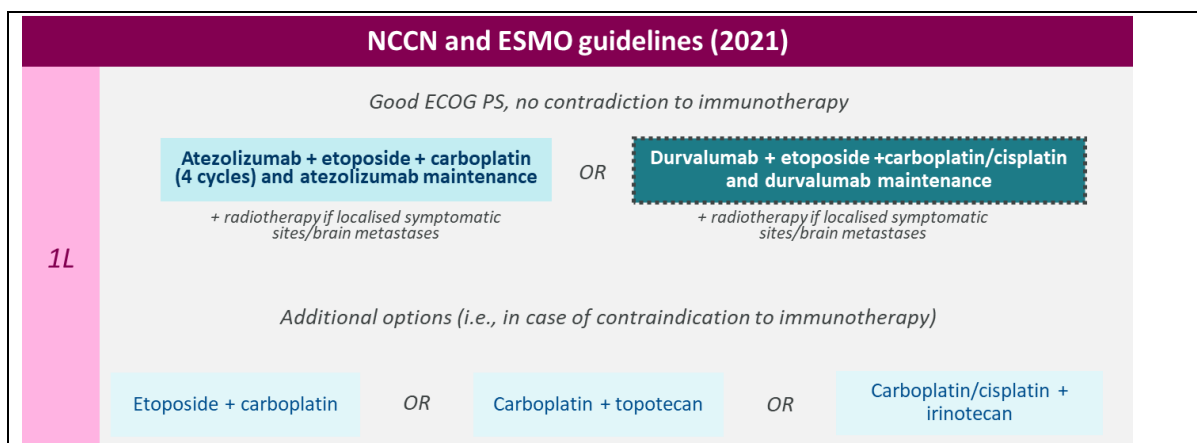 NCCN and ESMO guidelines (2021)
Good ECOG PS, no contradiction to immunotherapy
Atezolizumab + etoposide + carboplatin
(4 cycles) and atezolizumab maintenance
OR
Durvalumab + etoposide +carboplatin/cisplatin
and durvalumab maintenance
+ radiotherapy if localised symptomatic
sites/brain metastases
+ radiotherapy if localised symptomatic
sites/brain metastases
1L
Additional options (i.e., in case of contraindication to immunotherapy)
Etoposide + carboplatin
OR
Carboplatin + topotecan
OR
Carboplatin/cisplatin +
irinotecan